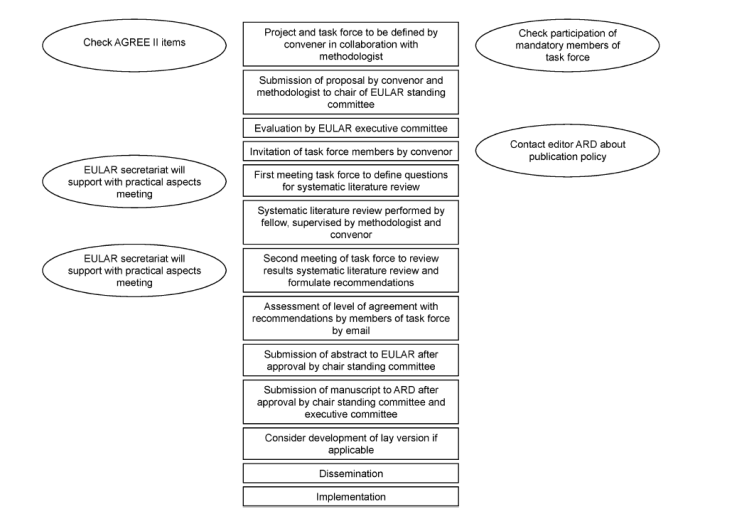 Check AGREE II items
Project and task force to be defined by
convener in collaboration with
methodologist
Check participation of
mandatory members of
task force
Submission of proposal by convenor and
methodologist to chair of EULAR standing
committee
Evaluation by EULAR executive committee
Invitation of task force members by convenor
Contact editor ARD about
publication policy
EULAR secretariat will
support with practical aspects
meeting
First meeting task force to define questions
for systematic literature review
Systematic literature review performed by
fellow, supervised by methodologist and
convenor
EULAR secretariat will
support with practical aspects
meeting
Second meeting of task force to review
results systematic literature review and
formulate recommendations
Assessment of level of agreement with
recommendations by members of task force
by email
Submission of abstract to EULAR after
approval by chair standing committee
Submission of manuscript to ARD after
approval by chair standing committee and
executive committee
Consider development of lay version if
applicable
Dissemination
Implementation